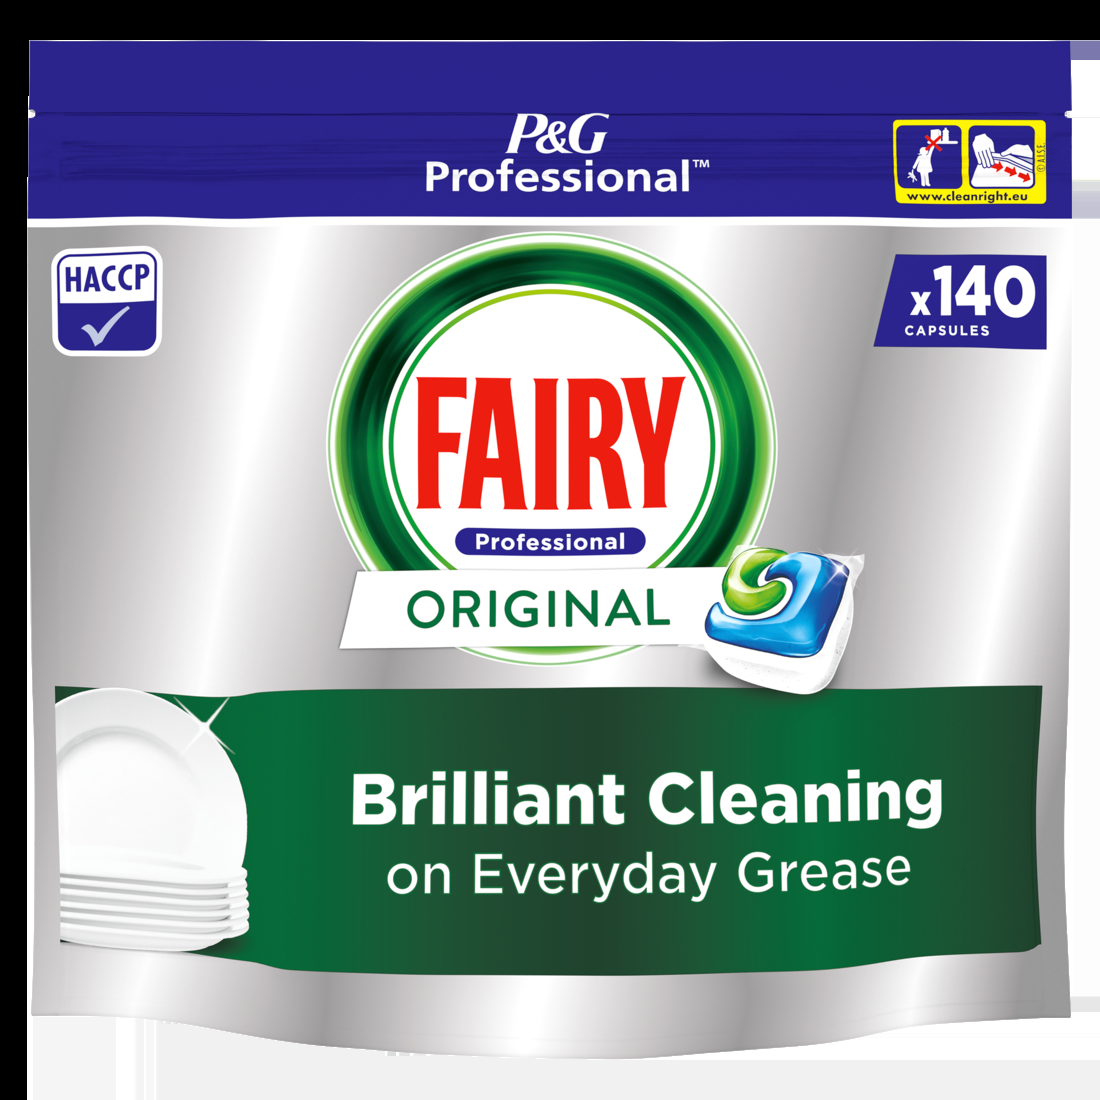 P&G
Professional™
www.cleanright.eu
© A.I.S.E.
HACCP
x140
CAPSULES
FAIRY
Professional
ORIGINAL
Brilliant Cleaning
on Everyday Grease